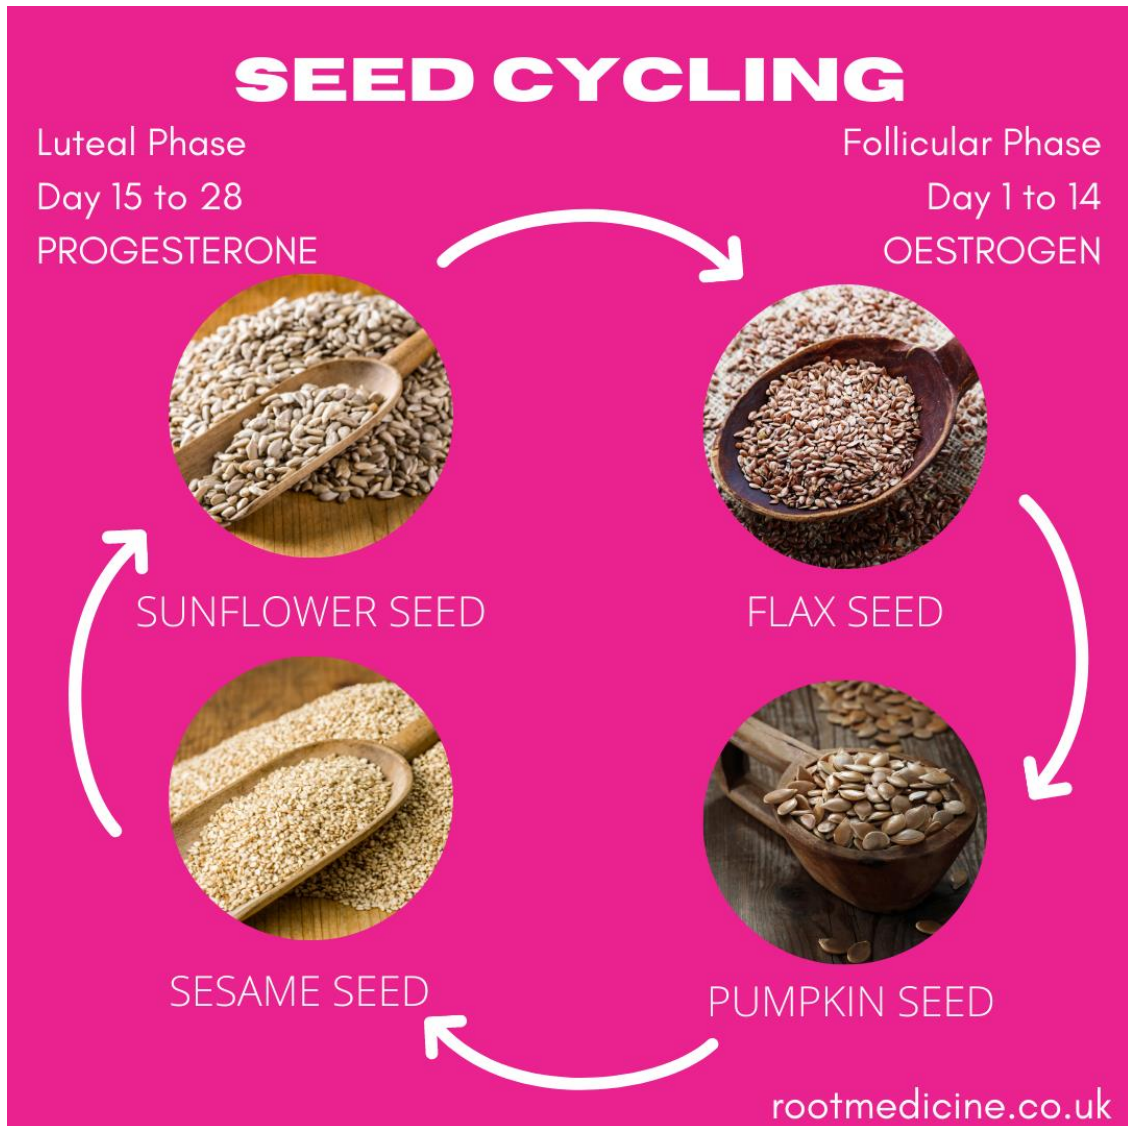 SEED CYCLING
Luteal Phase
Day 15 to 28
PROGESTERONE
Follicular Phase
Day 1 to 14
OESTROGEN
SUNFLOWER SEED
FLAX SEED
SESAME SEED
PUMPKIN SEED
rootmedicine.co.uk